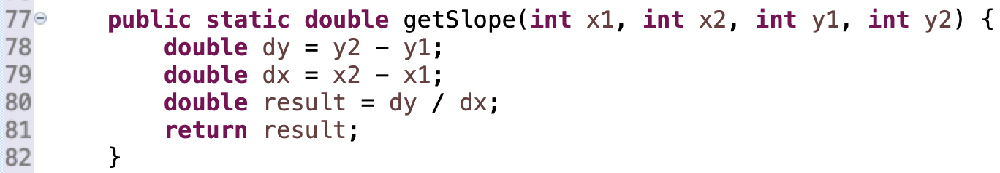 77 public static double getSlope(int x1, int x2, int y1, int y2) {
78 double dy = y2 - y1;
79 double dx = x2 - x1;
80 double result = dy / dx;
81 return result;
82 }